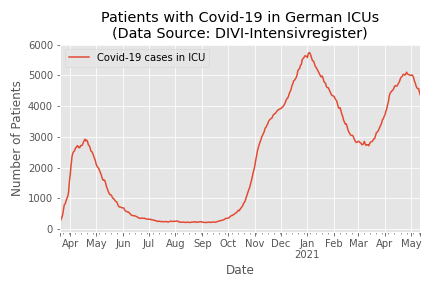 Patients with Covid-19 in German ICUs
(Data Source: DIVI-Intensivregister)
Covid-19 cases in ICU
Number of Patients
6000
5000
4000
3000
2000
1000
0
Apr May Jun Jul Aug Sep Oct Nov Dec Jan Feb Mar Apr May
2021
Date